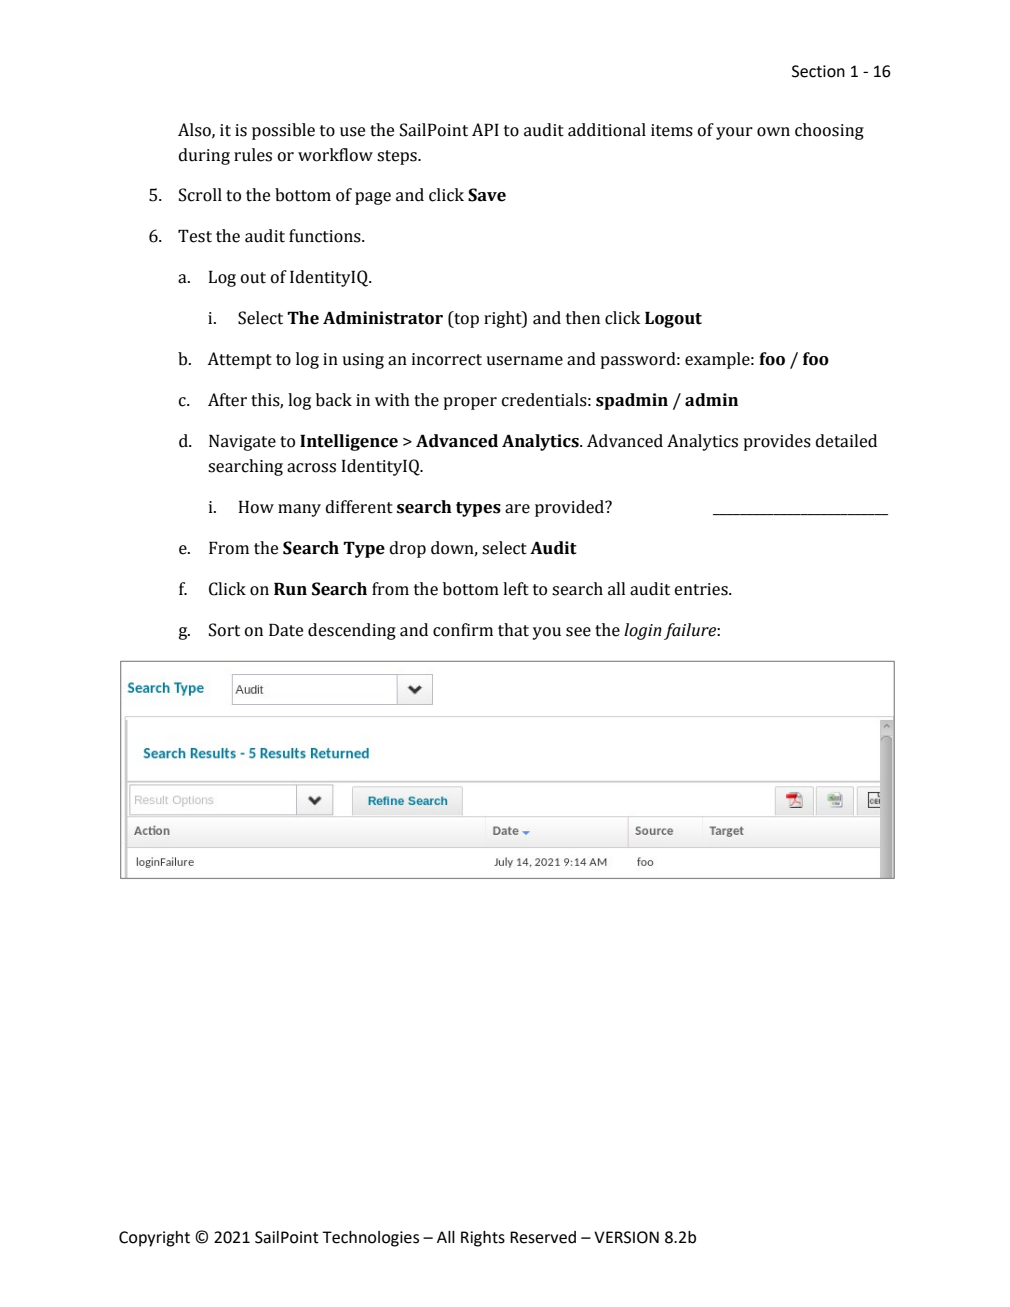 Section 1 - 16
Also, it is possible to use the SailPoint API to audit additional items of your own choosing
during rules or workflow steps.
5. Scroll to the bottom of page and click Save
6. Test the audit functions.
a. Log out of IdentityIQ.
i. Select The Administrator (top right) and then click Logout
b. Attempt to log in using an incorrect username and password: example: foo / foo
c. After this, log back in with the proper credentials: spadmin / admin
d. Navigate to Intelligence > Advanced Analytics. Advanced Analytics provides detailed
searching across IdentityIQ.
i. How many different search types are provided? _________________________
e. From the Search Type drop down, select Audit
f. Click on Run Search from the bottom left to search all audit entries.
g. Sort on Date descending and confirm that you see the login failure:
Search Type Audit
Search Results - 5 Results Returned
Result Options Refine Search
Action Date Source Target
loginFailure July 14, 2021 9:14 AM foo
Copyright © 2021 SailPoint Technologies – All Rights Reserved – VERSION 8.2b